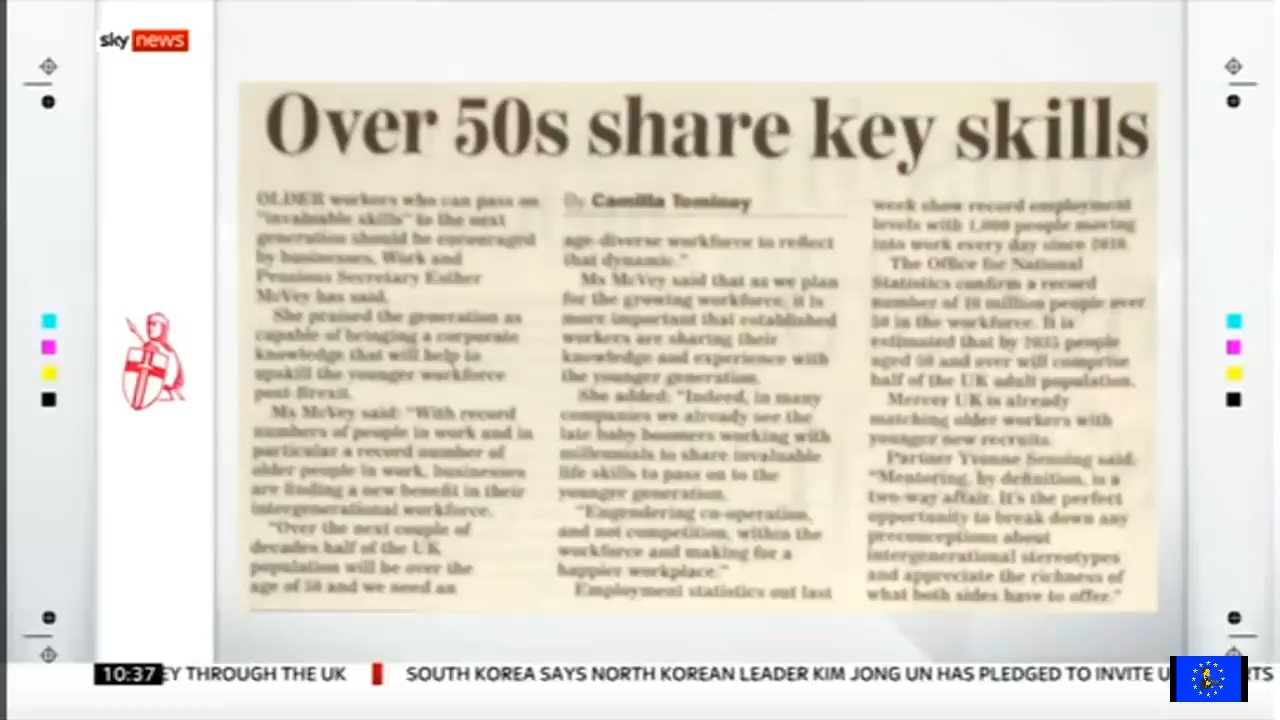 sky news
Over 50s share key skills
OLDER workers who can pass on
"invaluable skills" to the next
generation should be encouraged
by businesses, Work and
Pensions Secretary Esther
McVey has said.
She praised the generation as
capable of bringing a corporate
knowledge that will help to
upskill the younger workforce
post-Brexit.
Ms McVey said: "With record
numbers of people in work and in
particular a record number of
older people in work, businesses
are finding a new benefit in their
intergenerational workforce.
"Over the next couple of
decades half of the UK
population will be over the
age of 50 and we need an
By Camilla Tominey
age-diverse workforce to reflect
that dynamic."
Ms McVey said that as we plan
for the growing workforce, it is
more important that established
workers are sharing their
knowledge and experience with
the younger generation.
She added: "Indeed, in many
companies we already see the
late baby boomers working with
millennials to share invaluable
life skills to pass on to the
younger generation.
"Engendering co-operation,
and not competition, within the
workforce and making for a
happier workplace."
Employment statistics out last
week show record employment
levels with 1,000 people moving
into work every day since 2010.
The Office for National
Statistics confirm a record
number of 10 million people over
50 in the workforce. It is
estimated that by 2035 people
aged 50 and over will comprise
half of the UK adult population.
Mercer UK is already
matching older workers with
younger new recruits.
Partner Yvonne Sonsing said:
"Mentoring, by definition, is a
two-way affair. It's the perfect
opportunity to break down any
preconceptions about
intergenerational stereotypes
and appreciate the richness of
what both sides have to offer."
10:37 EY THROUGH THE UK SOUTH KOREA SAYS NORTH KOREAN LEADER KIM JONG UN HAS PLEDGED TO INVITE U RTS